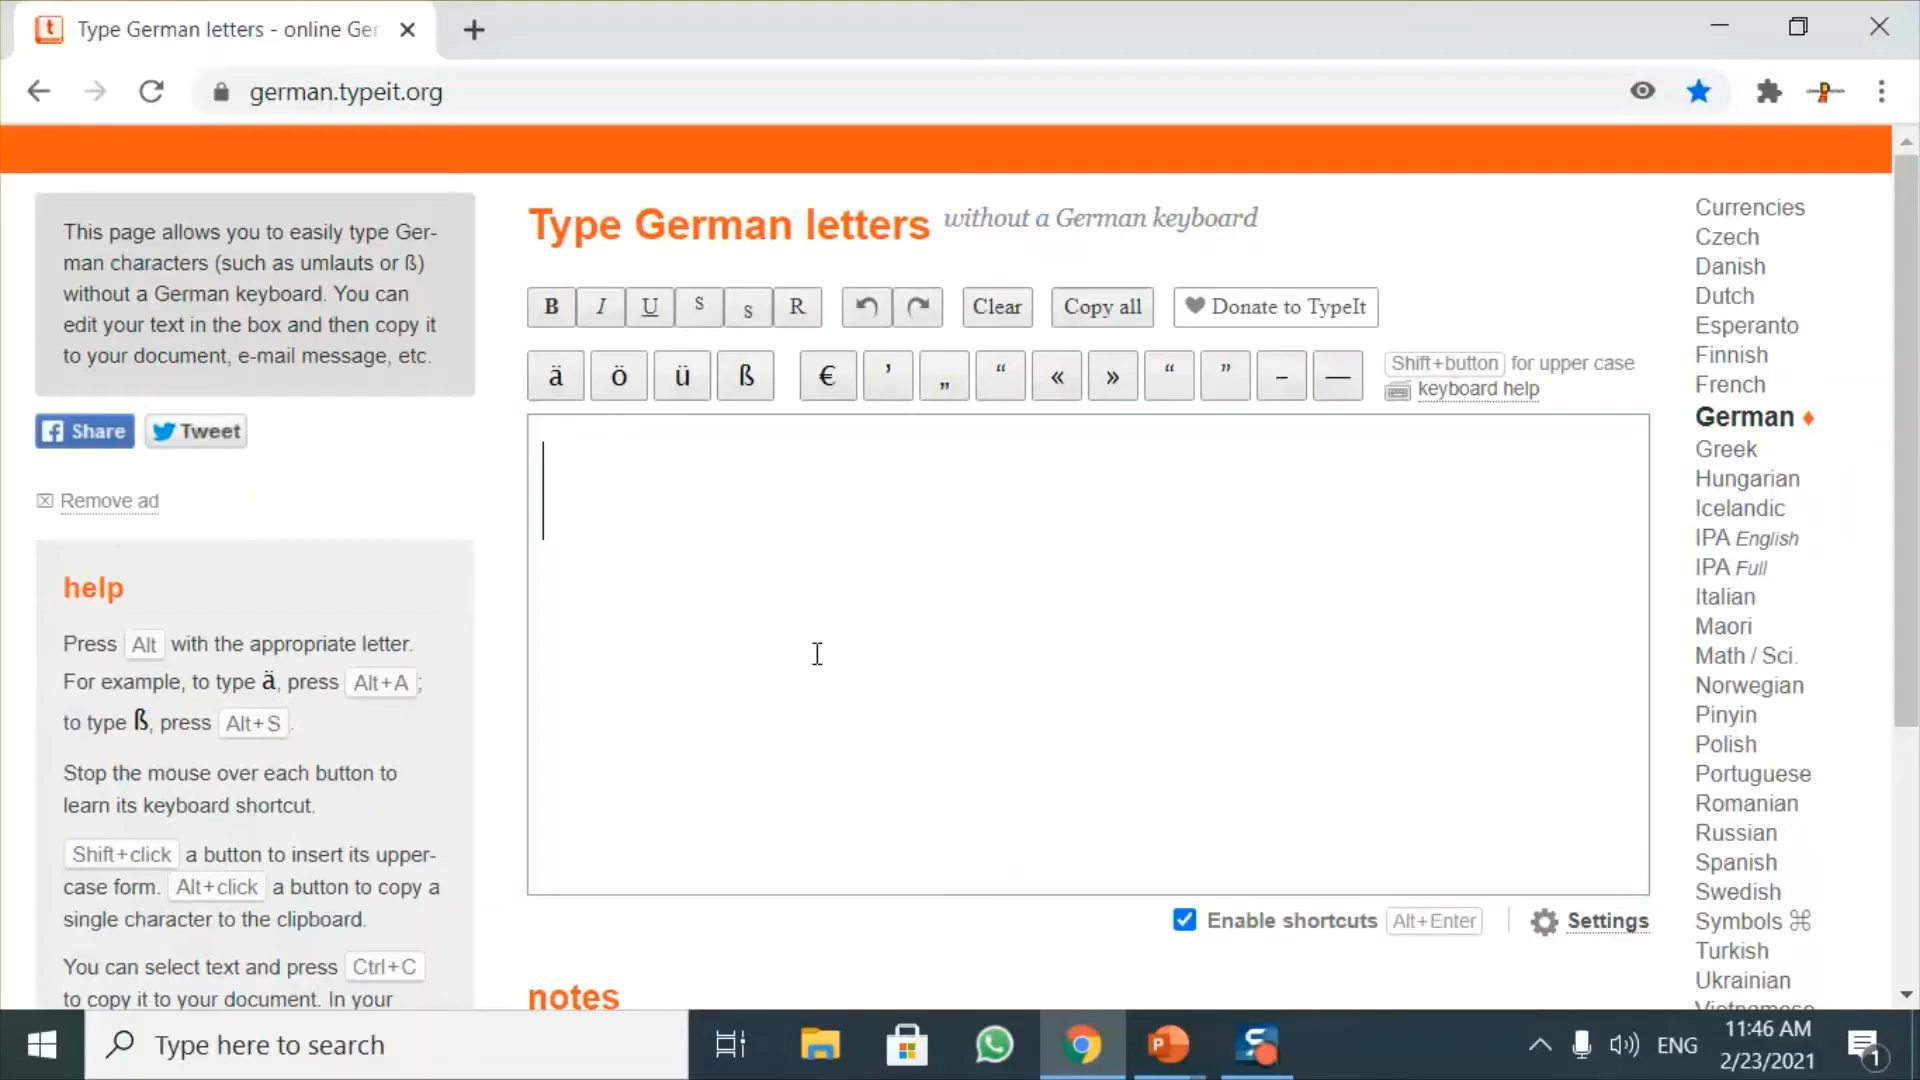 Type German letters - online Ger
german.typeit.org
This page allows you to easily type Ger-
man characters (such as umlauts or ß)
without a German keyboard. You can
edit your text in the box and then copy it
to your document, e-mail message, etc.
Share Tweet
Remove ad
help
Press Alt with the appropriate letter.
For example, to type ä, press Alt+A;
to type ß, press Alt+S.
Stop the mouse over each button to
learn its keyboard shortcut.
Shift+click a button to insert its upper-
case form. Alt+click a button to copy a
single character to the clipboard.
You can select text and press Ctrl+C
to copy it to your document. In your
Type German letters without a German keyboard
B I U S S R Clear Copy all Donate to TypeIt
ä ö ü ß € ’ „ “ « » “ ” – —
Shift+button for upper case
keyboard help
Enable shortcuts Alt+Enter Settings
notes
Currencies
Czech
Danish
Dutch
Esperanto
Finnish
French
German
Greek
Hungarian
Icelandic
IPA English
IPA Full
Italian
Maori
Math / Sci.
Norwegian
Pinyin
Polish
Portuguese
Romanian
Russian
Spanish
Swedish
Symbols ⌘
Turkish
Ukrainian
Vietnamese
Type here to search
P S
ENG
11:46 AM
2/23/2021
1